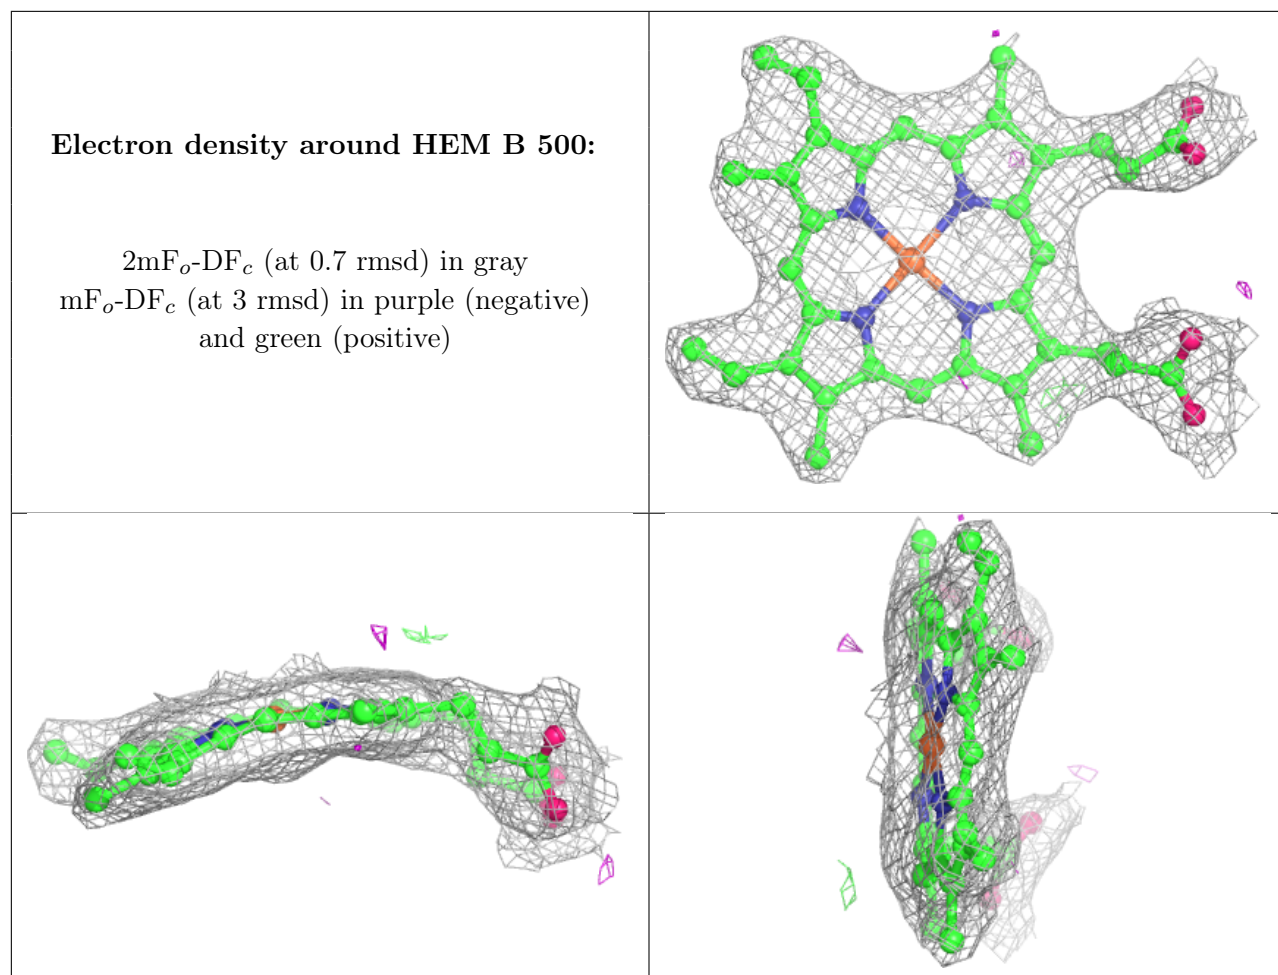 Electron density around HEM B 500:
2mFₒ-DF𝑐 (at 0.7 rmsd) in gray
mFₒ-DF𝑐 (at 3 rmsd) in purple (negative)
and green (positive)